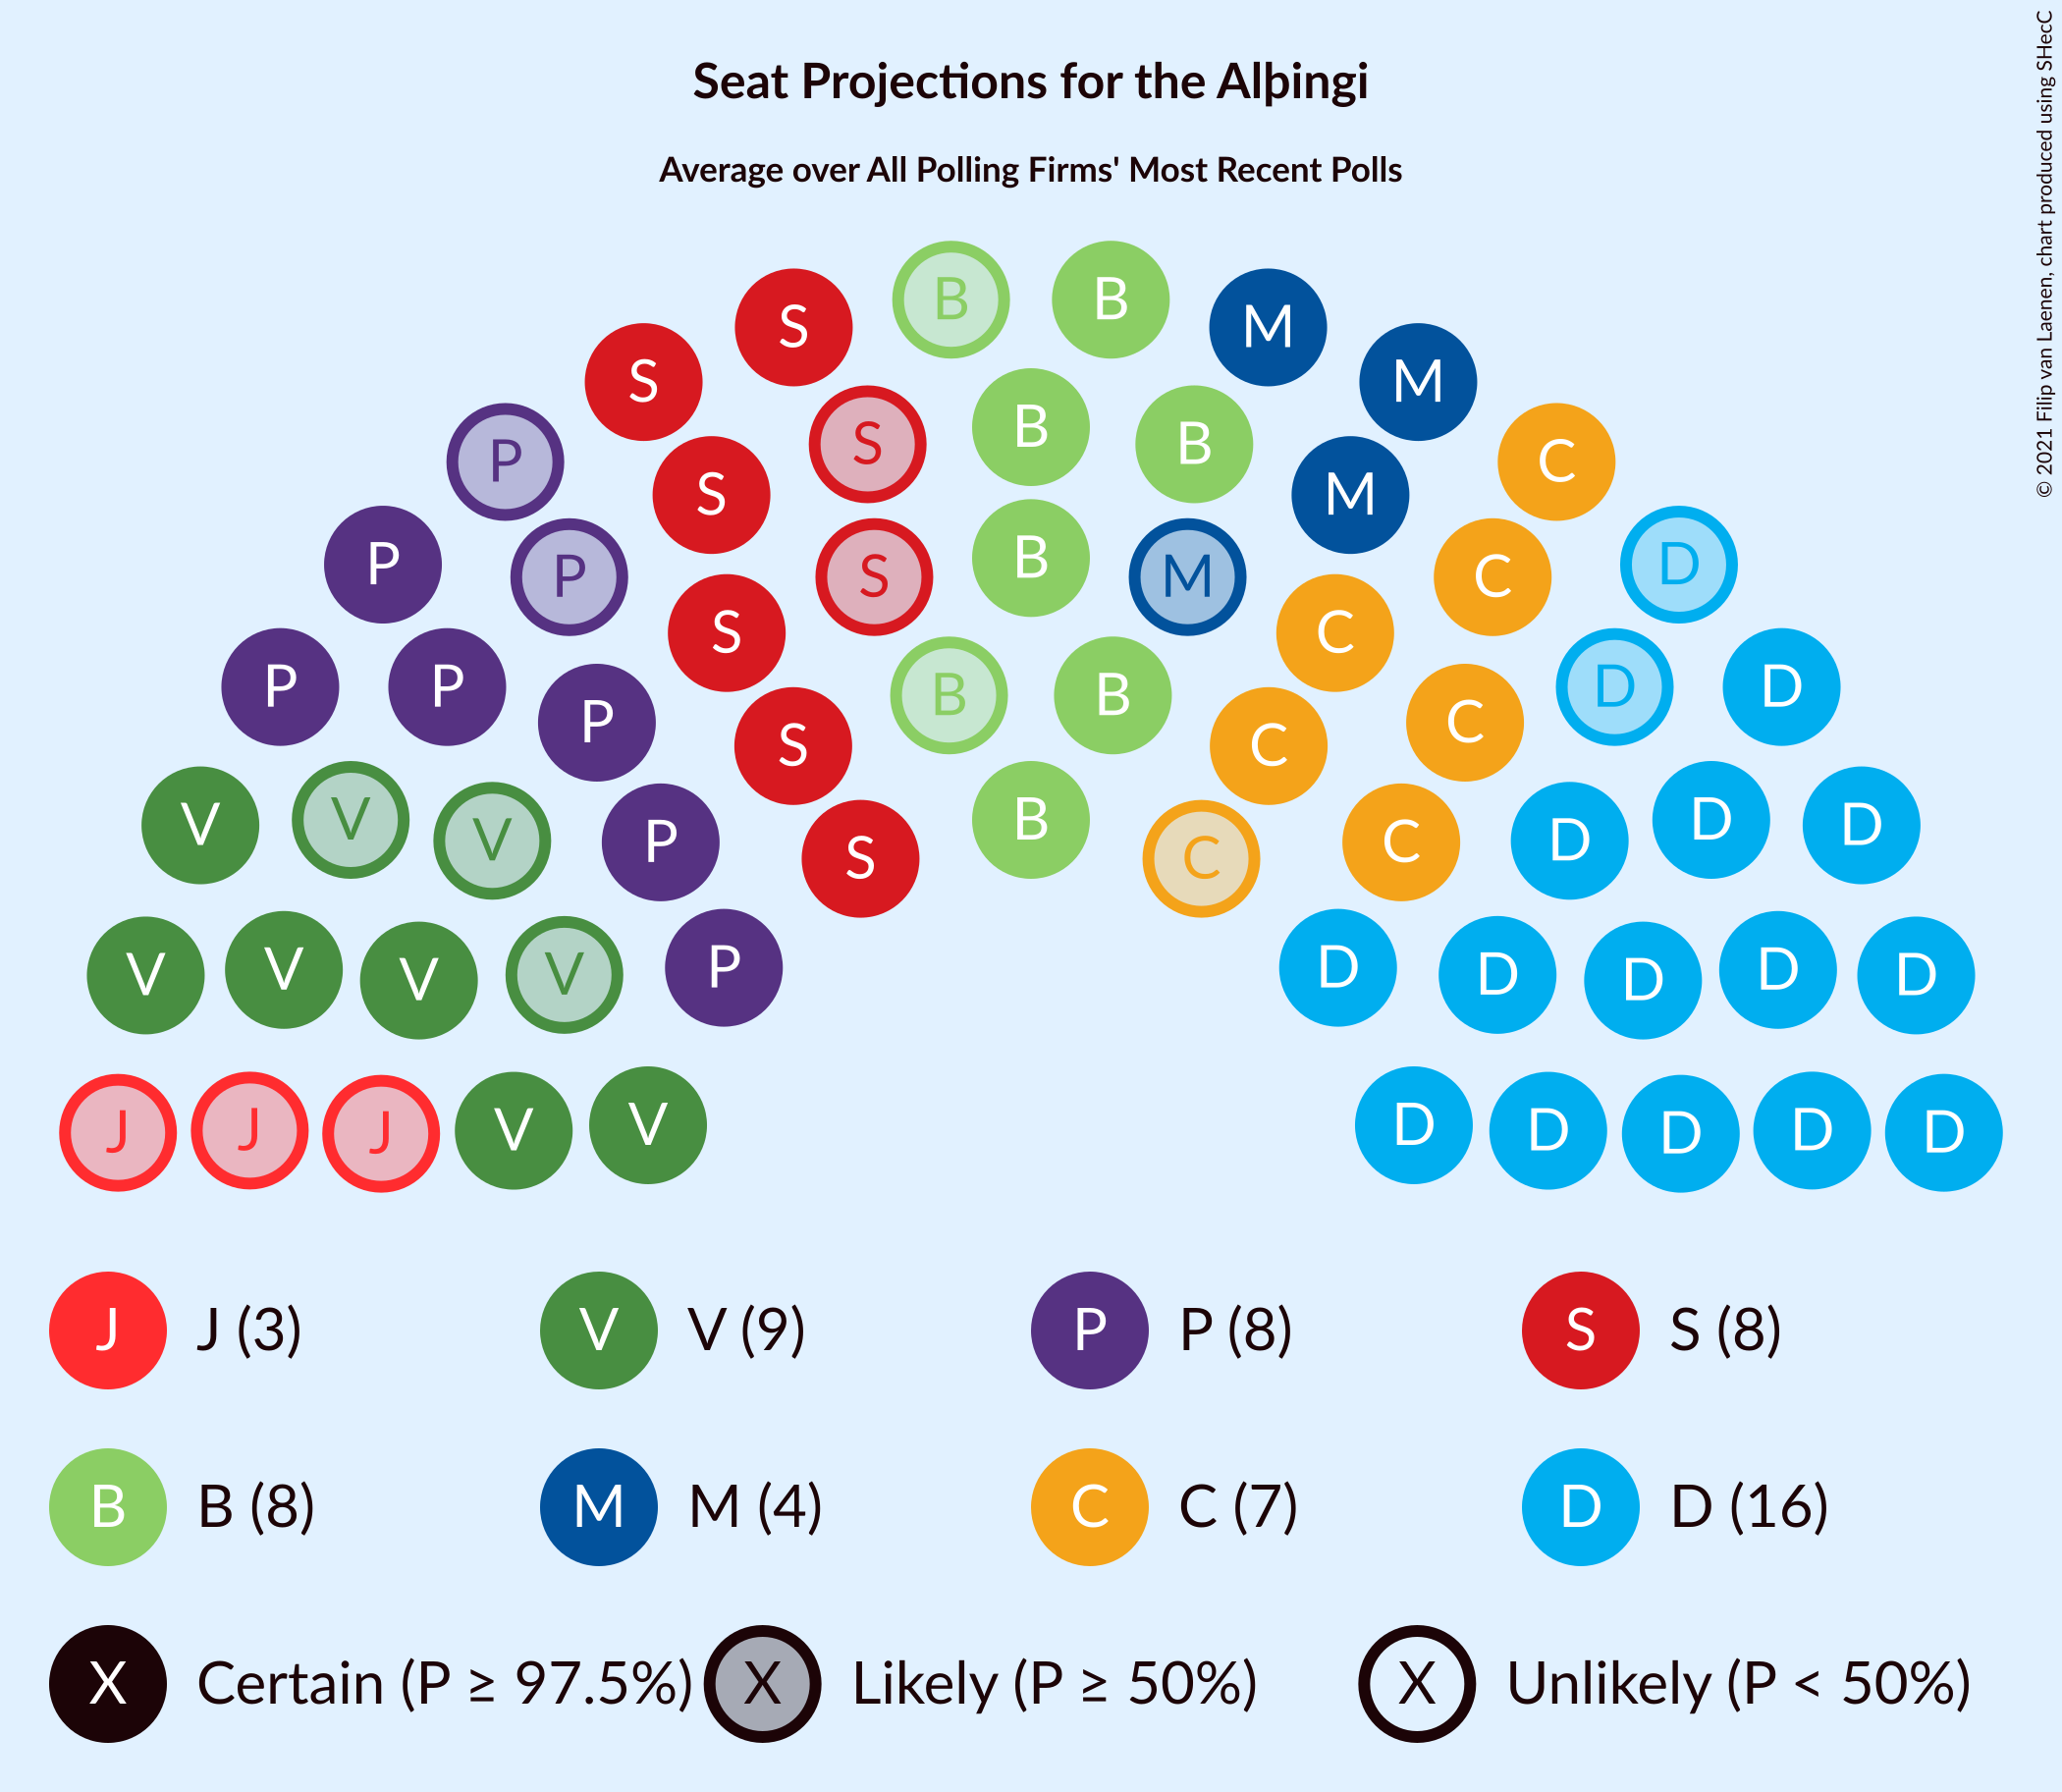 Seat Projections for the Alþingi
Average over All Polling Firms' Most Recent Polls
© 2021 Filip van Laenen, chart produced using SHecC
B B
S M
S M
B
P S B C
S M
P P S B M C D
S C
P P B B D D
P C C
S C
V V V P B C D D D
S C
V V V V P D D D D D
J J J V V D D D D D
J J (3) V V (9) P P (8) S S (8)
B B (8) M M (4) C C (7) D D (16)
X Certain (P ≥ 97.5%) X Likely (P ≥ 50%) X Unlikely (P < 50%)